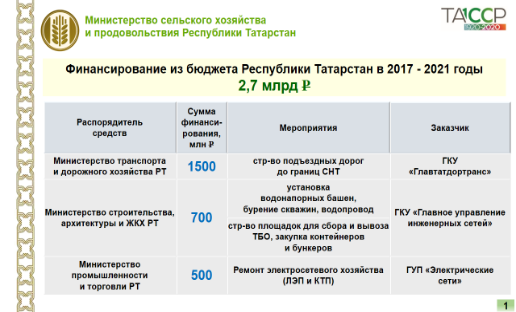 Министерство сельского хозяйства
и продовольствия Республики Татарстан
ТАССР
1920-2020
Финансирование из бюджета Республики Татарстан в 2017 - 2021 годы
2,7 млрд ₽
Распорядитель
средств
Сумма
финанси-
рования,
млн ₽
Мероприятия
Заказчик
Министерство транспорта
и дорожного хозяйства РТ
1500
стр-во подъездных дорог
до границ СНТ
ГКУ
«Главтатдортранс»
Министерство строительства,
архитектуры и ЖКХ РТ
700
установка
водонапорных башен,
бурение скважин, водопровод
стр-во площадок для сбора и вывоза
ТБО, закупка контейнеров
и бункеров
ГКУ «Главное управление
инженерных сетей»
Министерство
промышленности
и торговли РТ
500
Ремонт электросетевого хозяйства
(ЛЭП и КТП)
ГУП «Электрические
сети»
1